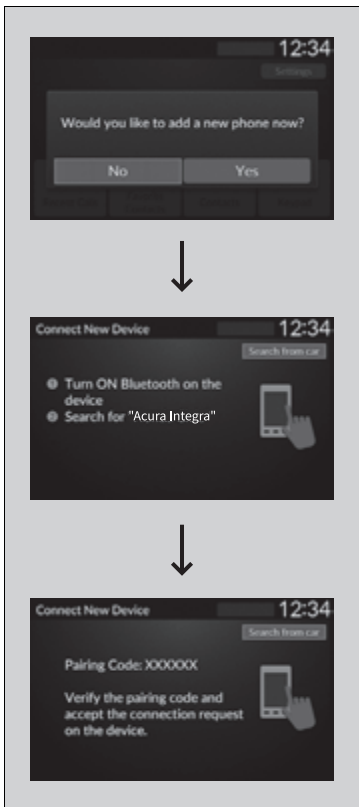 12:34
Settings
Would you like to add a new phone now?
No
Yes
Connect New Device
12:34
Search from car
Turn ON Bluetooth on the
device
Search for "Acura Integra"
Connect New Device
12:34
Search from car
Pairing Code: XXXXXX
Verify the pairing code and
accept the connection request
on the device.